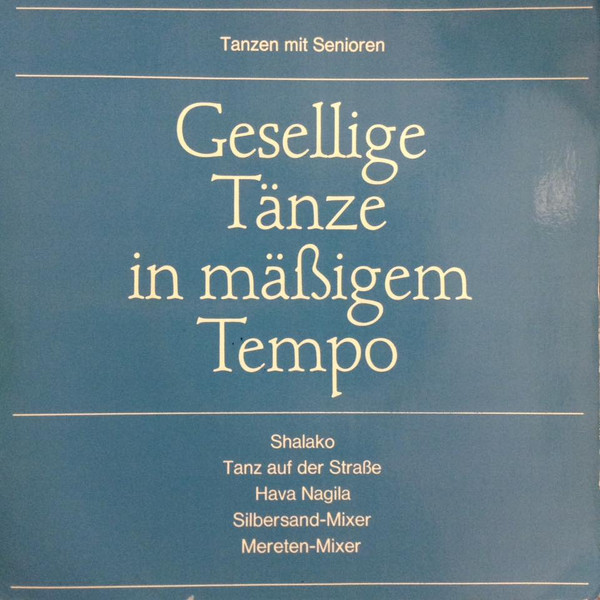 Tanzen mit Senioren
Gesellige
Tänze
in mäßigem
Tempo
Shalako
Tanz auf der Straße
Hava Nagila
Silbersand-Mixer
Mereten-Mixer